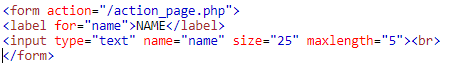 <form action="/action_page.php">
<label for="name">NAME</label>
<input type="text" name="name" size="25" maxlength="5"><br>
</form>